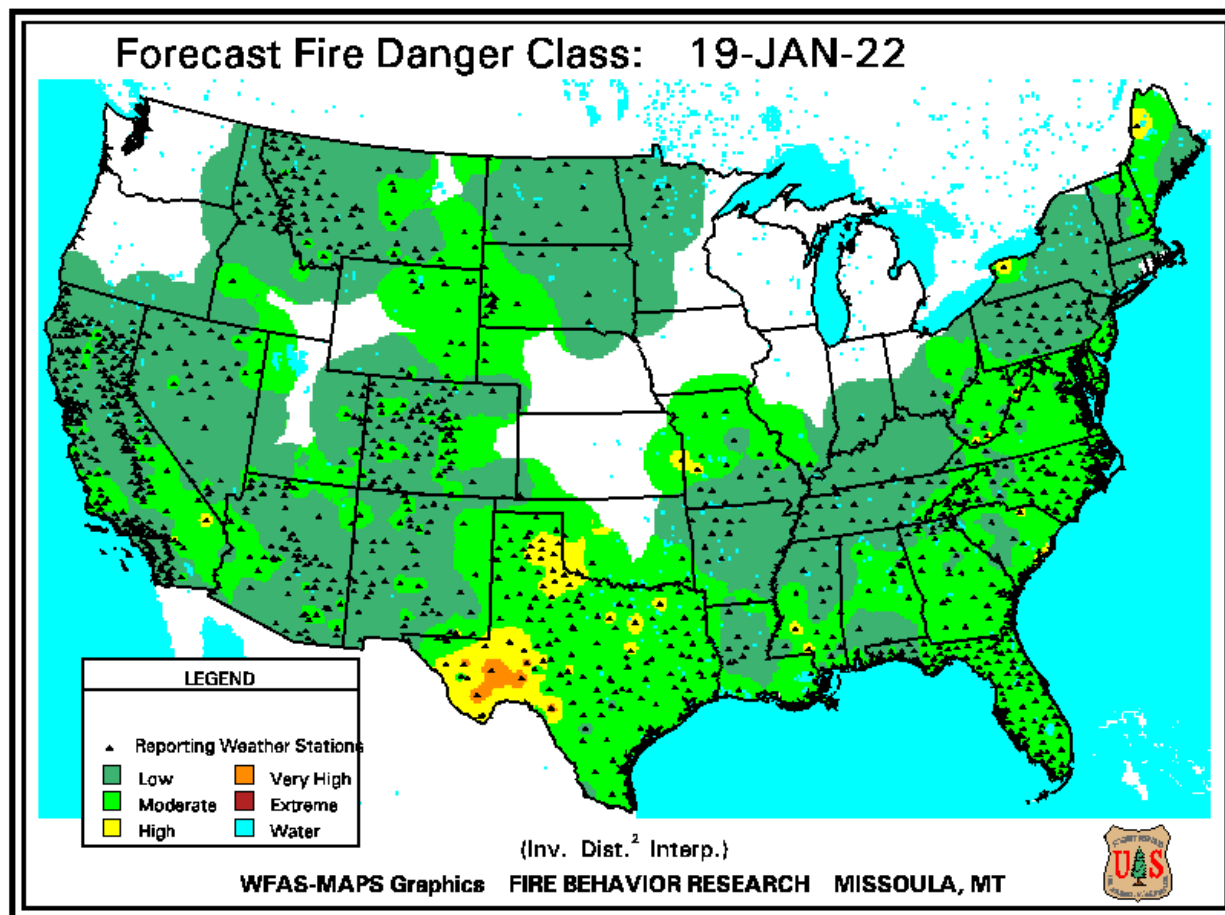 Forecast Fire Danger Class: 19-JAN-22
LEGEND
Reporting Weather Stations
Low
Very High
Moderate
Extreme
High
Water
(Inv. Dist.² Interp.)
WFAS-MAPS Graphics FIRE BEHAVIOR RESEARCH MISSOULA, MT
US